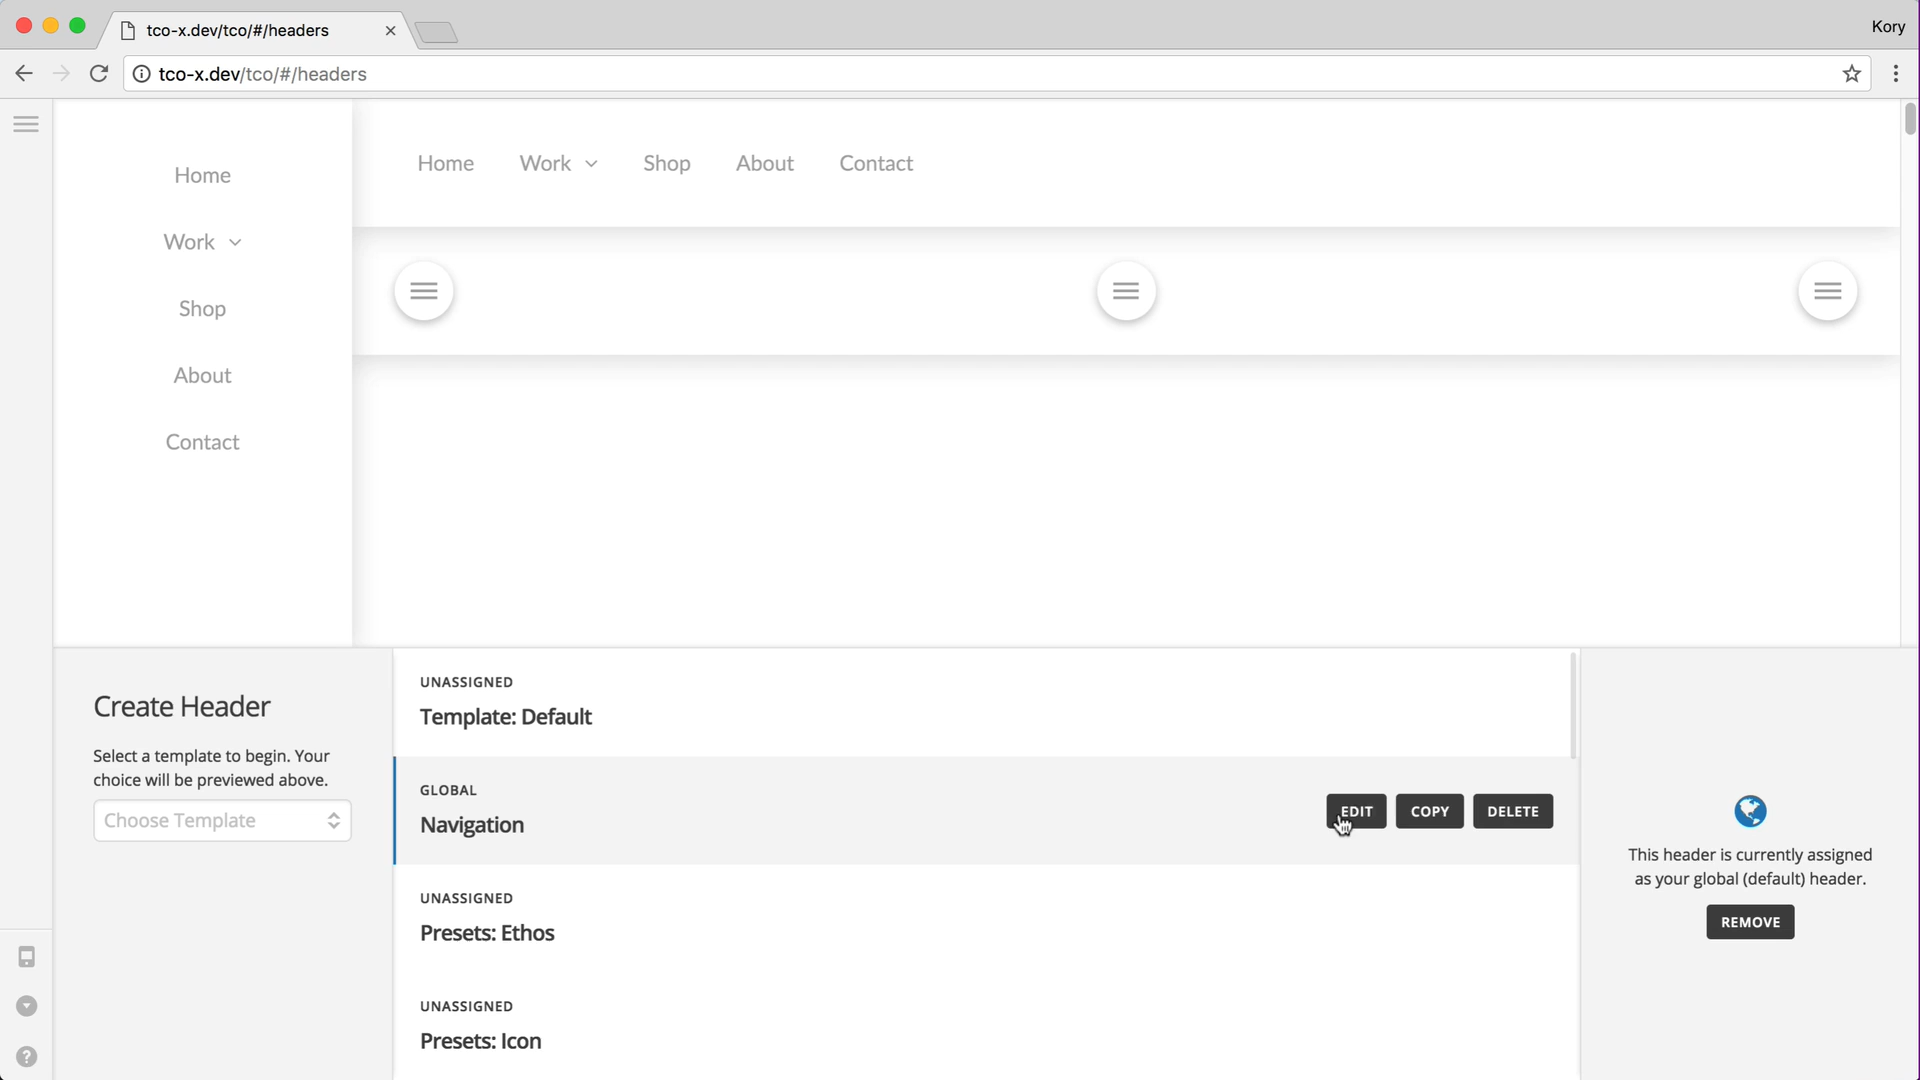 tco-x.dev/tco/#/headers
Kory
tco-x.dev/tco/#/headers
Home
Work
Shop
About
Contact
Home Work Shop About Contact
Create Header
Select a template to begin. Your
choice will be previewed above.
Choose Template
UNASSIGNED
Template: Default
GLOBAL
Navigation
EDIT COPY DELETE
UNASSIGNED
Presets: Ethos
UNASSIGNED
Presets: Icon
This header is currently assigned
as your global (default) header.
REMOVE